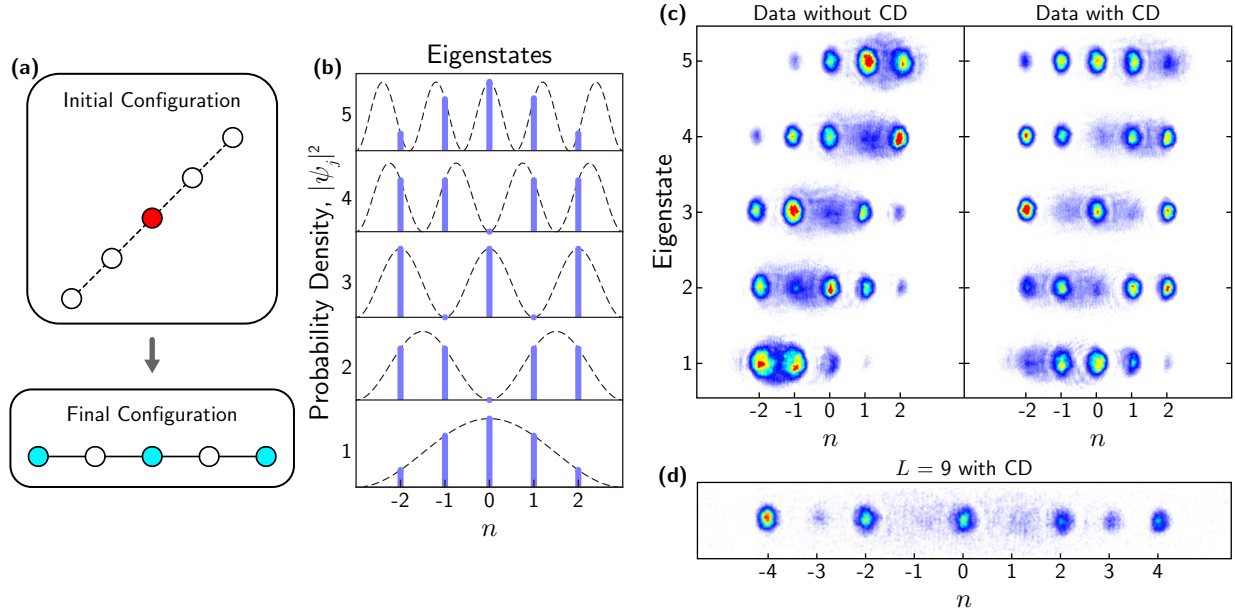 (a)
Initial Configuration
Final Configuration
(b)
Eigenstates
Probability Density, |ψ_j|²
5
4
3
2
1
-2 -1 0 1 2
n
(c)
Data without CD
Data with CD
Eigenstate
5
4
3
2
1
-2 -1 0 1 2
-2 -1 0 1 2
n
n
(d)
L = 9 with CD
-4 -3 -2 -1 0 1 2 3 4
n